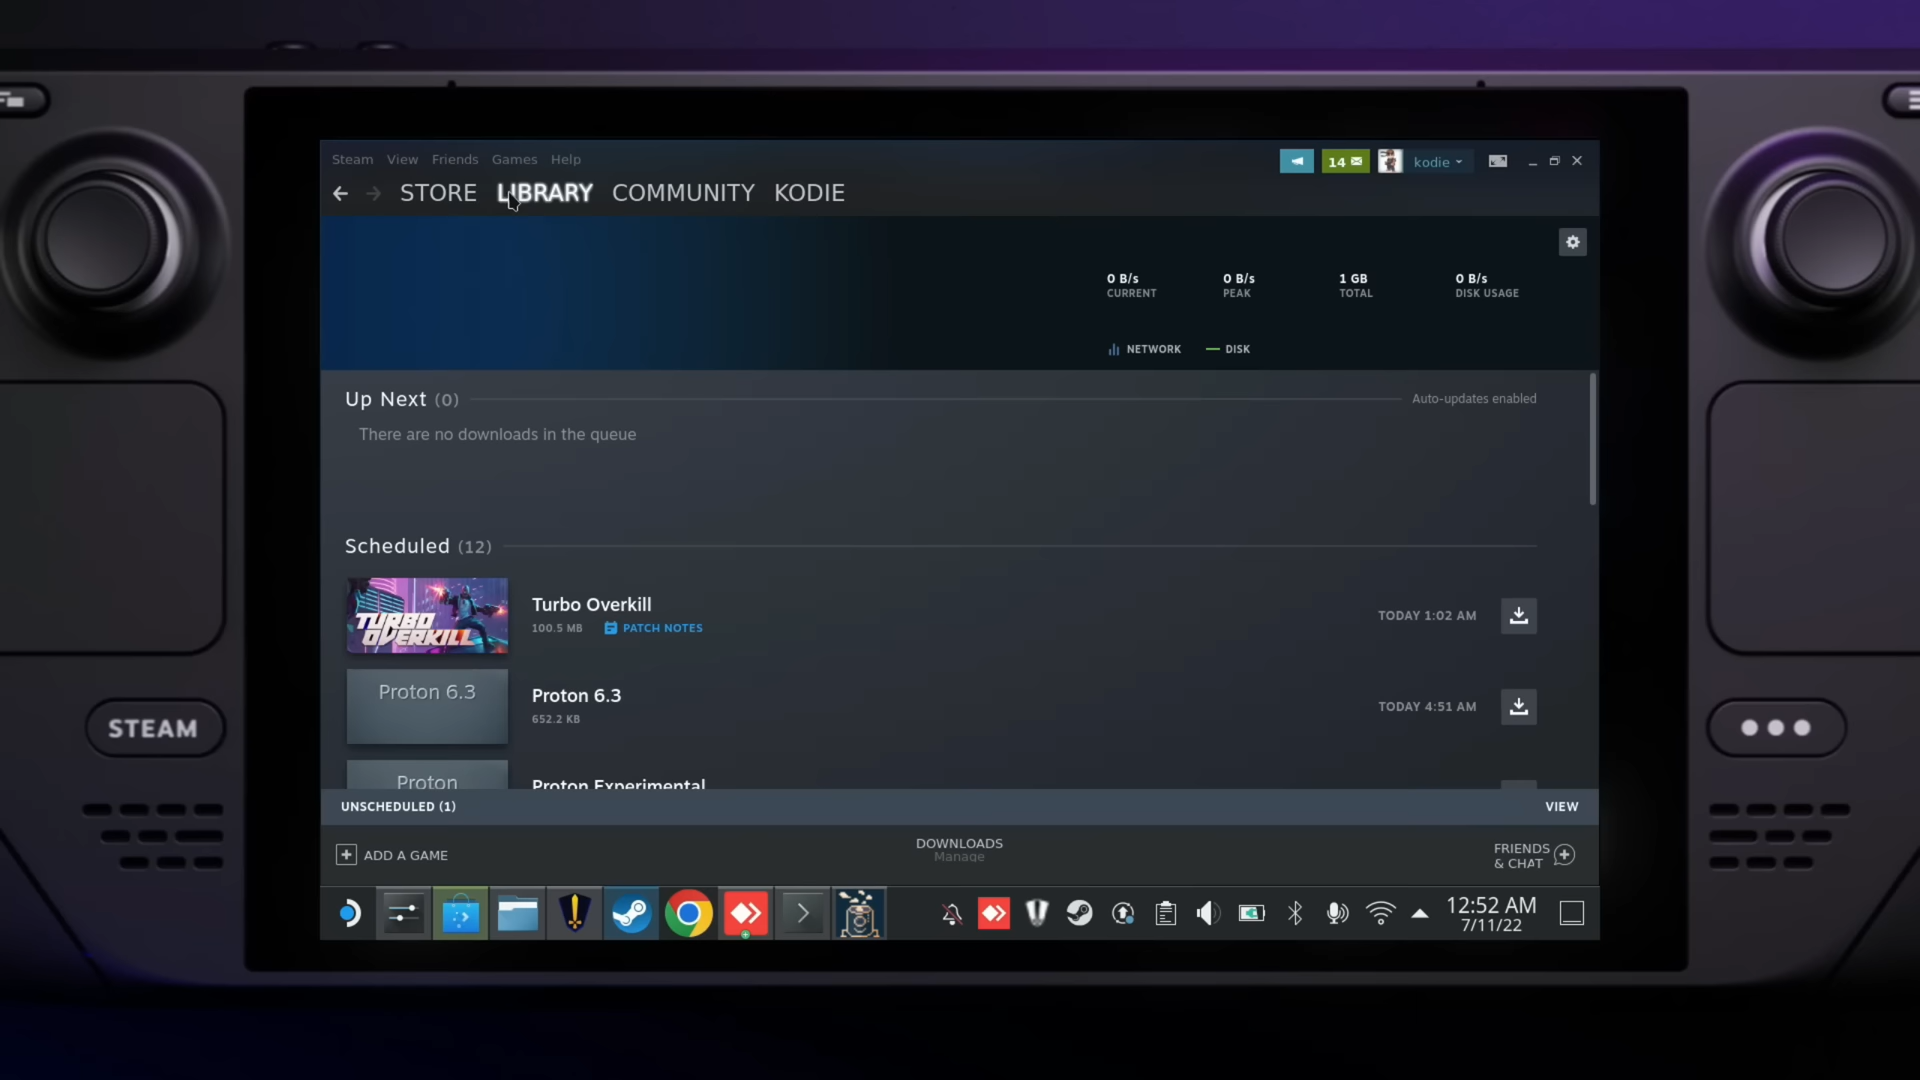 Steam View Friends Games Help
14
kodie
STORE LIBRARY COMMUNITY KODIE
0 B/s 0 B/s 1 GB 0 B/s
CURRENT PEAK TOTAL DISK USAGE
NETWORK DISK
Up Next (0)
Auto-updates enabled
There are no downloads in the queue
Scheduled (12)
TURBO OVERKILL
Turbo Overkill
100.5 MB PATCH NOTES
TODAY 1:02 AM
Proton 6.3
Proton 6.3
652.2 KB
TODAY 4:51 AM
Proton
Proton Experimental
UNSCHEDULED (1)
VIEW
ADD A GAME
DOWNLOADS
Manage
FRIENDS
& CHAT
12:52 AM
7/11/22
STEAM